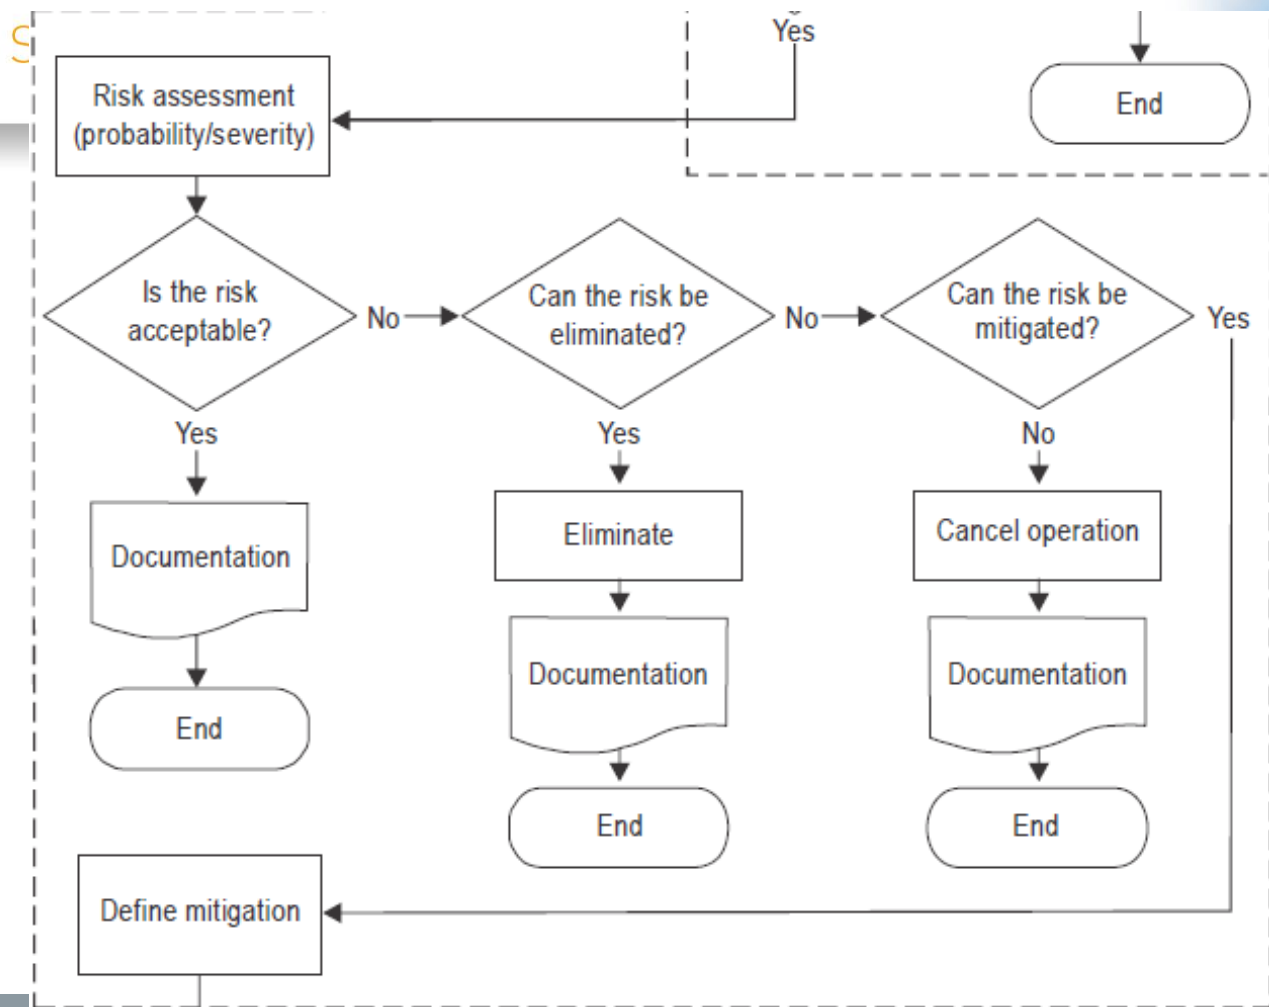 S
Yes
End
Risk assessment
(probability/severity)
Is the risk
acceptable?
No
Can the risk be
eliminated?
No
Can the risk be
mitigated?
Yes
Yes
Yes
No
Documentation
Eliminate
Cancel operation
Documentation
Documentation
End
End
End
Define mitigation